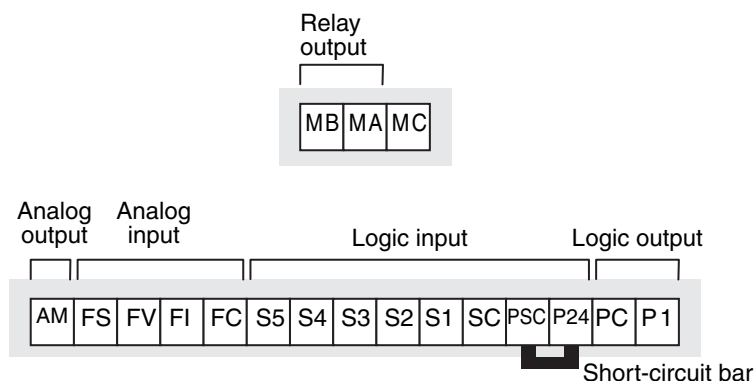 Relay
output
MB MA MC
Analog output
Analog input
Logic input
Logic output
AM FS FV FI FC S5 S4 S3 S2 S1 SC PSC P24 PC P1
Short-circuit bar